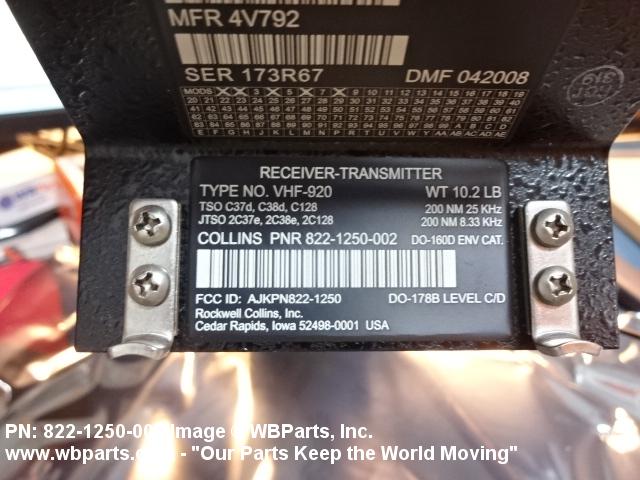 MFR 4V792
SER 173R67 DMF 042008
MODS
RECEIVER-TRANSMITTER
TYPE NO. VHF-920 WT 10.2 LB
TSO C37d, C38d, C128 200 NM 25 KHz
JTSO 2C37e, 2C38e, 2C128 200 NM 8.33 KHz
COLLINS PNR 822-1250-002 DO-160D ENV CAT.
FCC ID: AJKPN822-1250 DO-178B LEVEL C/D
Rockwell Collins, Inc.
Cedar Rapids, Iowa 52498-0001 USA
PN: 822-1250-00 Image © WBParts, Inc.
www.wbparts. - "Our Parts Keep the World Moving"